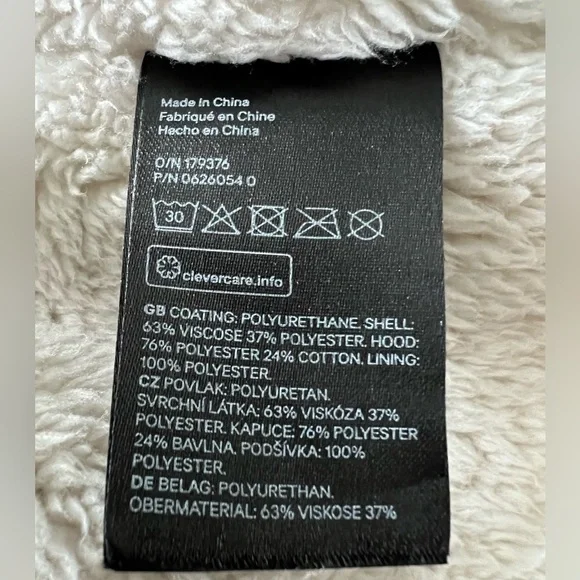 Made in China
Fabriqué en Chine
Hecho en China
O/N 179376
P/N 0626054 0
30
clevercare.info
GB COATING: POLYURETHANE. SHELL:
63% VISCOSE 37% POLYESTER. HOOD:
76% POLYESTER 24% COTTON. LINING:
100% POLYESTER.
CZ POVLAK: POLYURETAN.
SVRCHNÍ LÁTKA: 63% VISKÓZA 37%
POLYESTER. KAPUCE: 76% POLYESTER
24% BAVLNA. PODŠÍVKA: 100%
POLYESTER.
DE BELAG: POLYURETHAN.
OBERMATERIAL: 63% VISKOSE 37%